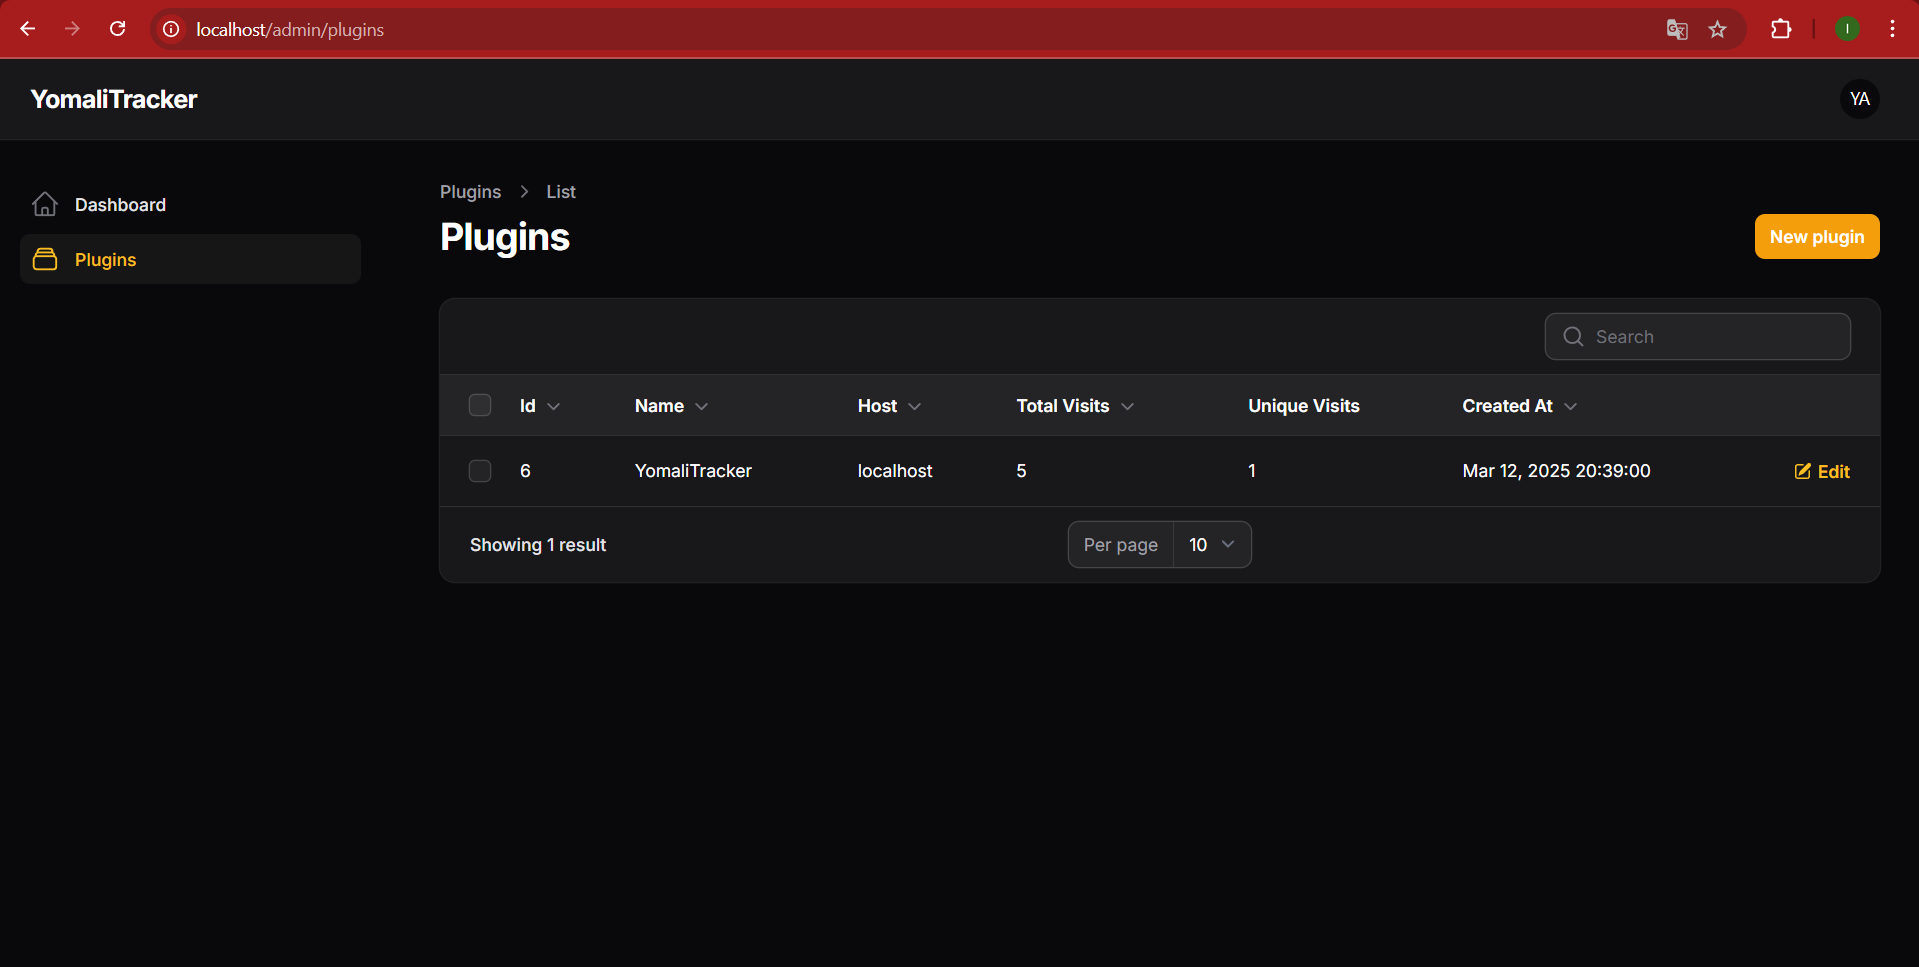 localhost/admin/plugins
I
YomaliTracker
YA
Dashboard
Plugins
Plugins > List
Plugins
New plugin
Search
Id Name Host Total Visits Unique Visits Created At
6 YomaliTracker localhost 5 1 Mar 12, 2025 20:39:00 Edit
Showing 1 result
Per page 10